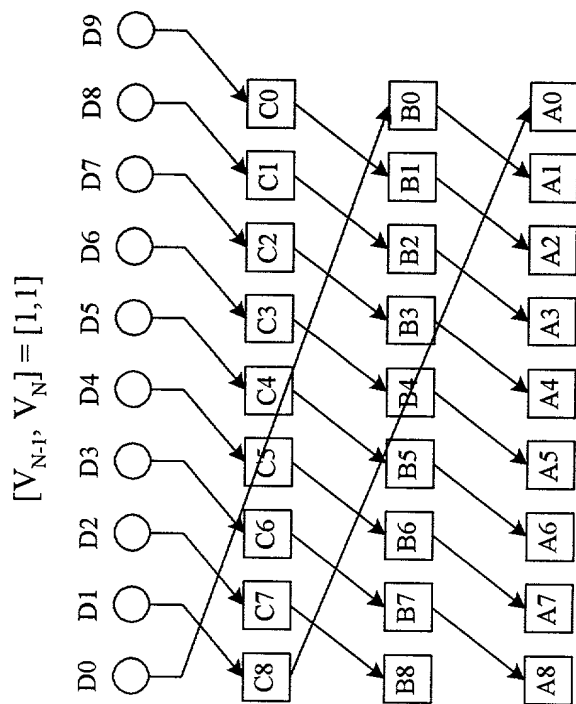 [V_{N-1}, V_N] = [1,1]
D0 D1 D2 D3 D4 D5 D6 D7 D8 D9
C8 C7 C6 C5 C4 C3 C2 C1 C0
B8 B7 B6 B5 B4 B3 B2 B1 B0
A8 A7 A6 A5 A4 A3 A2 A1 A0